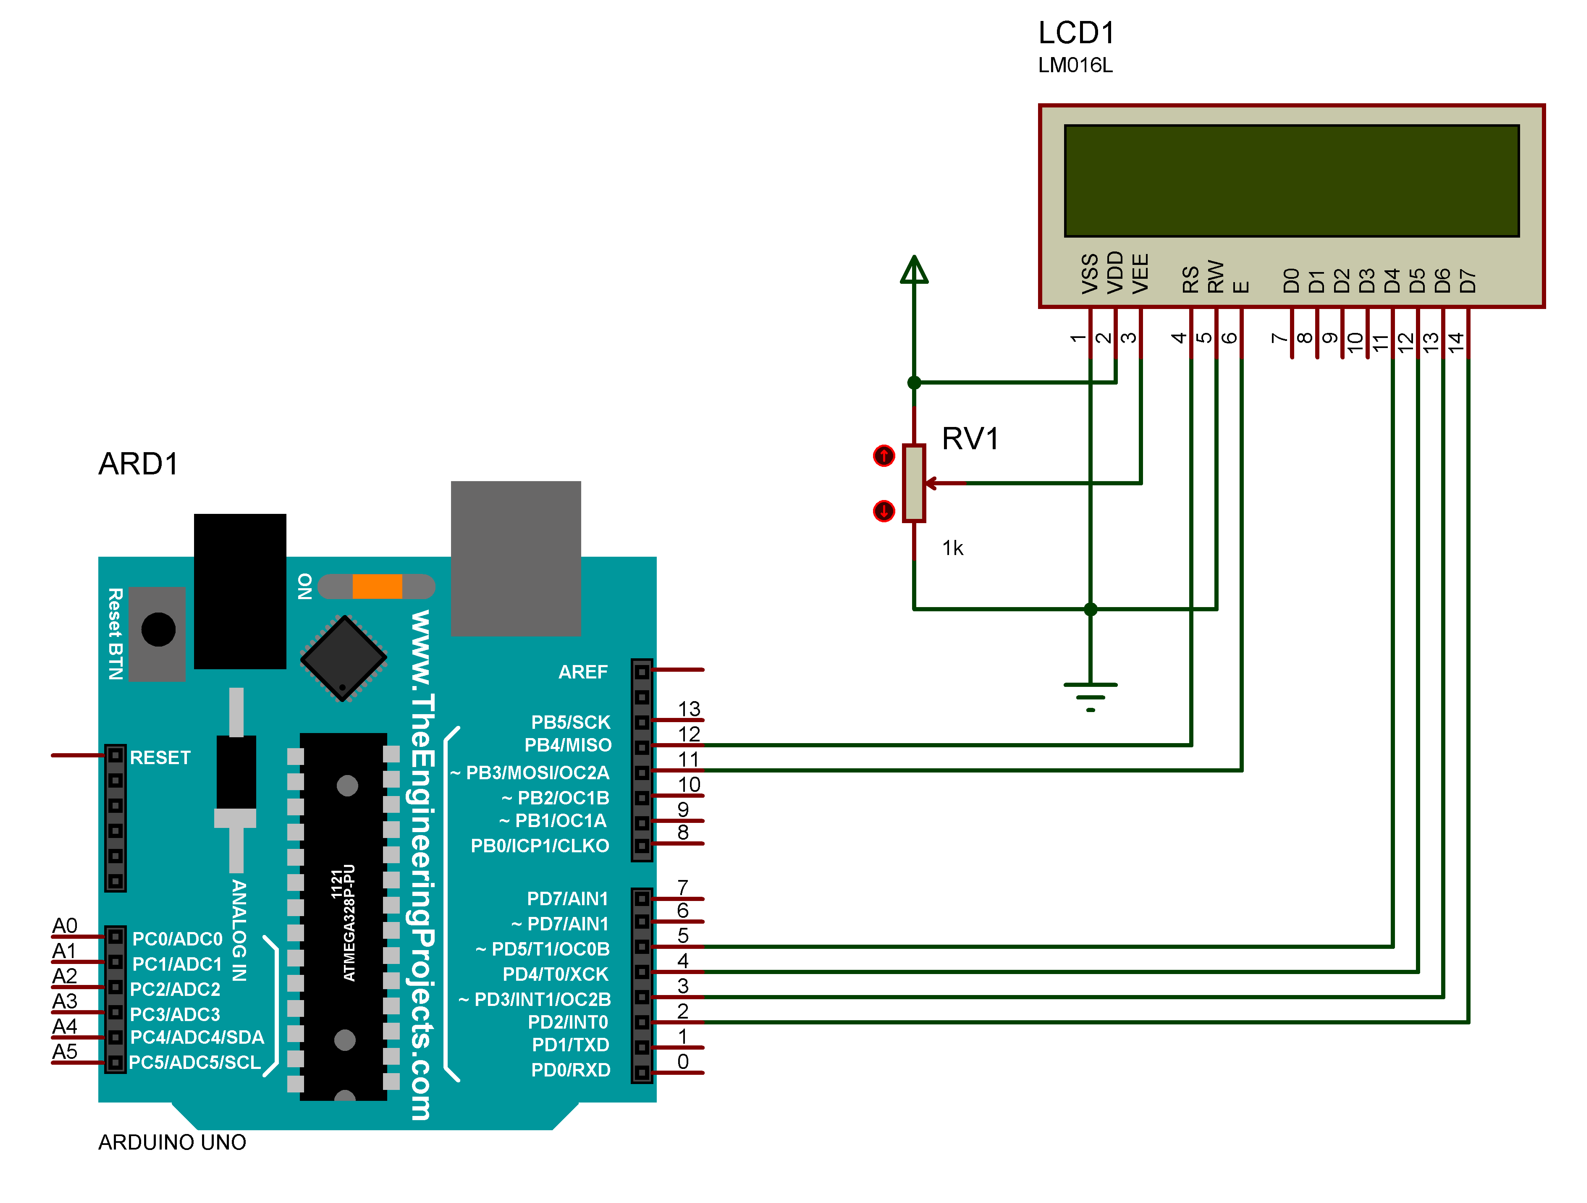 LCD1
LM016L
VSS
VDD
VEE
RS
RW
E
D0
D1
D2
D3
D4
D5
D6
D7
1
2
3
4
5
6
7
8
9
10
11
12
13
14
RV1
1k
ARD1
ON
Reset BTN
www.TheEngineeringProjects.com
AREF
PB5/SCK 13
PB4/MISO 12
~ PB3/MOSI/OC2A 11
~ PB2/OC1B 10
~ PB1/OC1A 9
PB0/ICP1/CLKO 8
RESET
1121
ATMEGA328P-PU
ANALOG IN
PD7/AIN1 7
~ PD7/AIN1 6
~ PD5/T1/OC0B 5
PD4/T0/XCK 4
~ PD3/INT1/OC2B 3
PD2/INT0 2
PD1/TXD 1
PD0/RXD 0
A0 PC0/ADC0
A1 PC1/ADC1
A2 PC2/ADC2
A3 PC3/ADC3
A4 PC4/ADC4/SDA
A5 PC5/ADC5/SCL
ARDUINO UNO